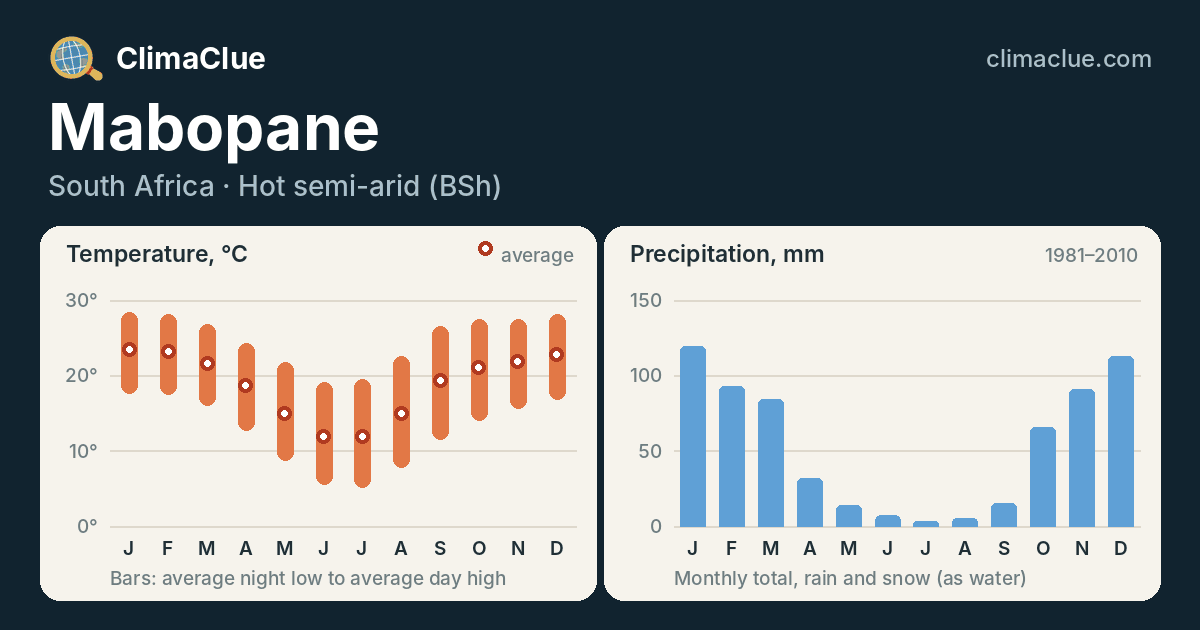 ClimaClue
climaclue.com
Mabopane
South Africa · Hot semi-arid (BSh)
Temperature, °C
average
30°
20°
10°
0°
J F M A M J J A S O N D
Bars: average night low to average day high
Precipitation, mm
1981–2010
150
100
50
0
J F M A M J J A S O N D
Monthly total, rain and snow (as water)